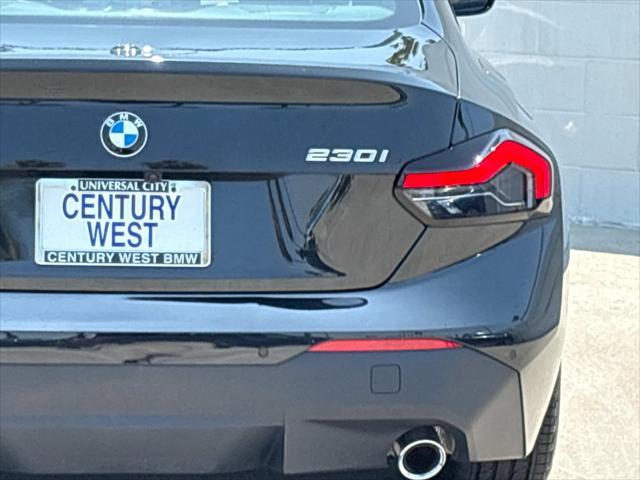 BMW
230i
UNIVERSAL CITY
CENTURY
WEST
CENTURY WEST BMW